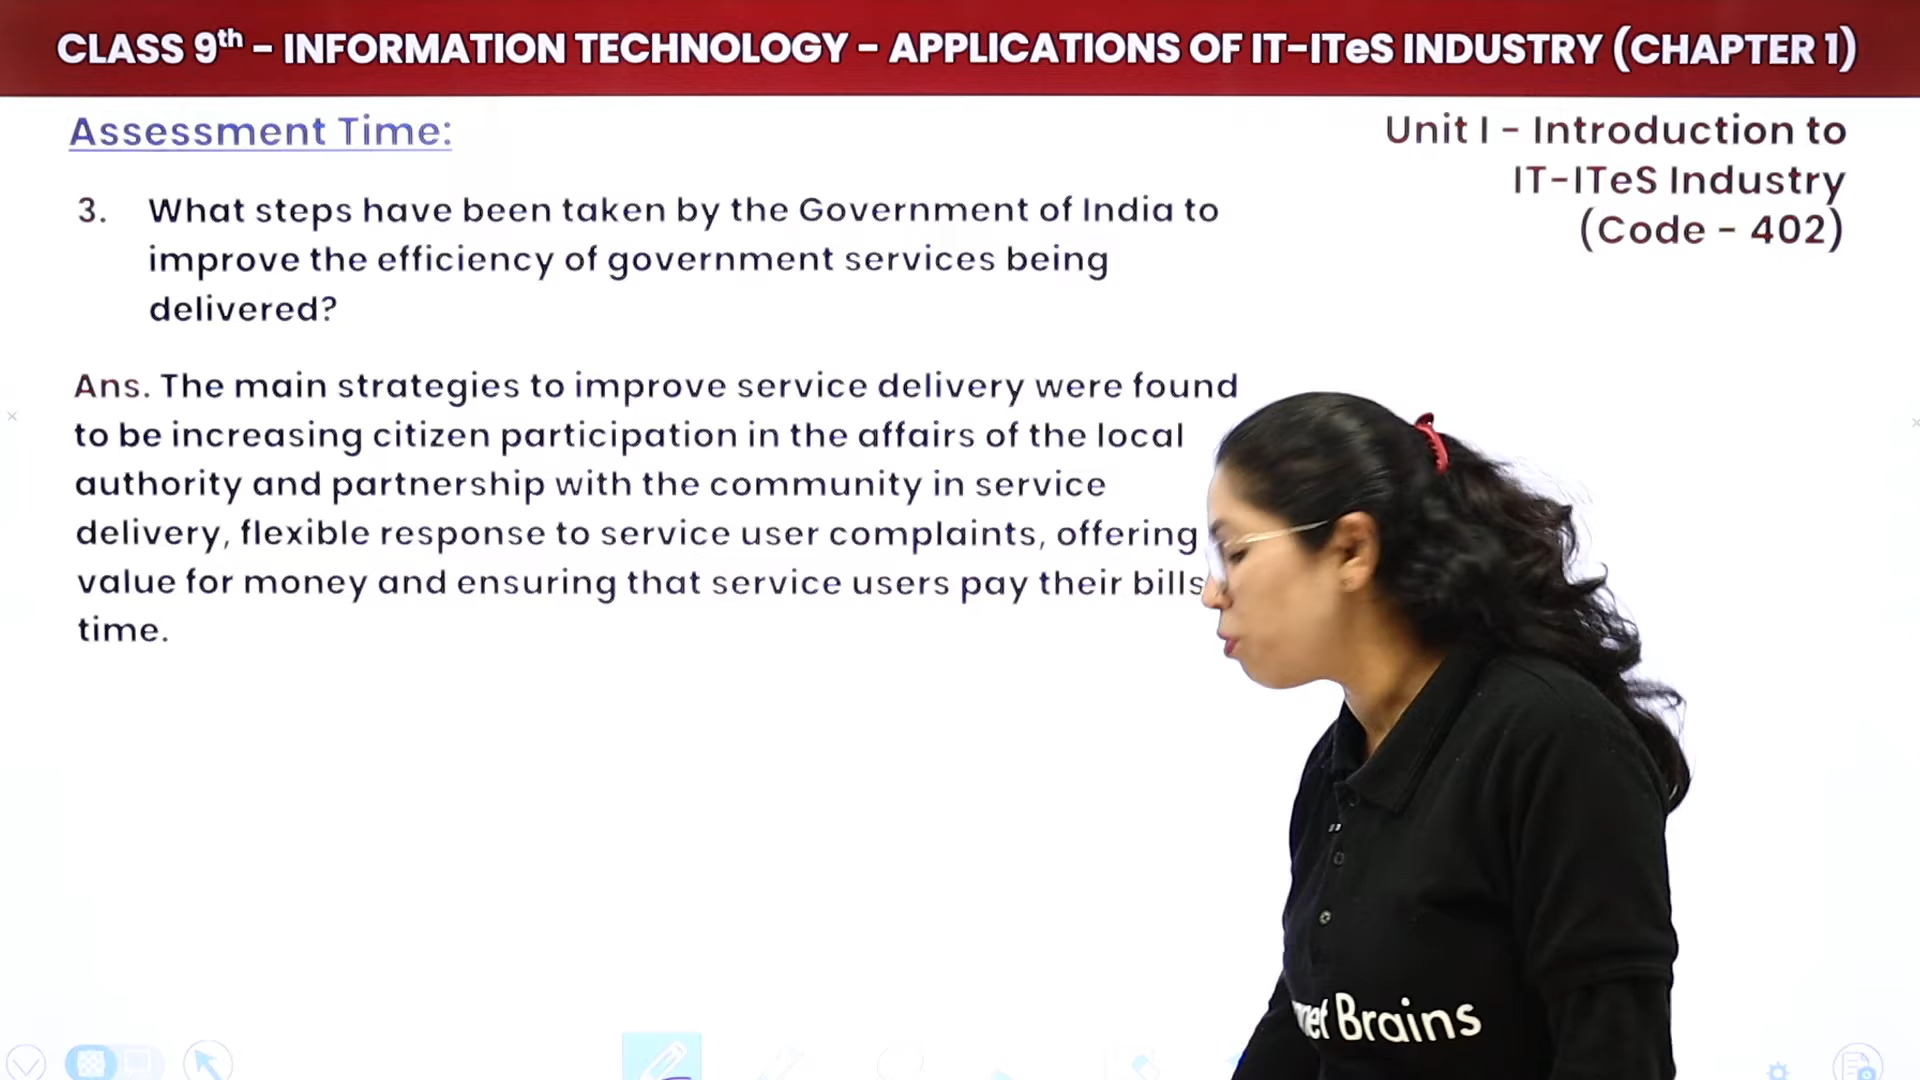 CLASS 9th – INFORMATION TECHNOLOGY – APPLICATIONS OF IT-ITeS INDUSTRY (CHAPTER 1)
Assessment Time:
Unit I – Introduction to
IT-ITeS Industry
(Code – 402)
3. What steps have been taken by the Government of India to
improve the efficiency of government services being
delivered?
Ans. The main strategies to improve service delivery were found
to be increasing citizen participation in the affairs of the local
authority and partnership with the community in service
delivery, flexible response to service user complaints, offering
value for money and ensuring that service users pay their bills
time.
Brains